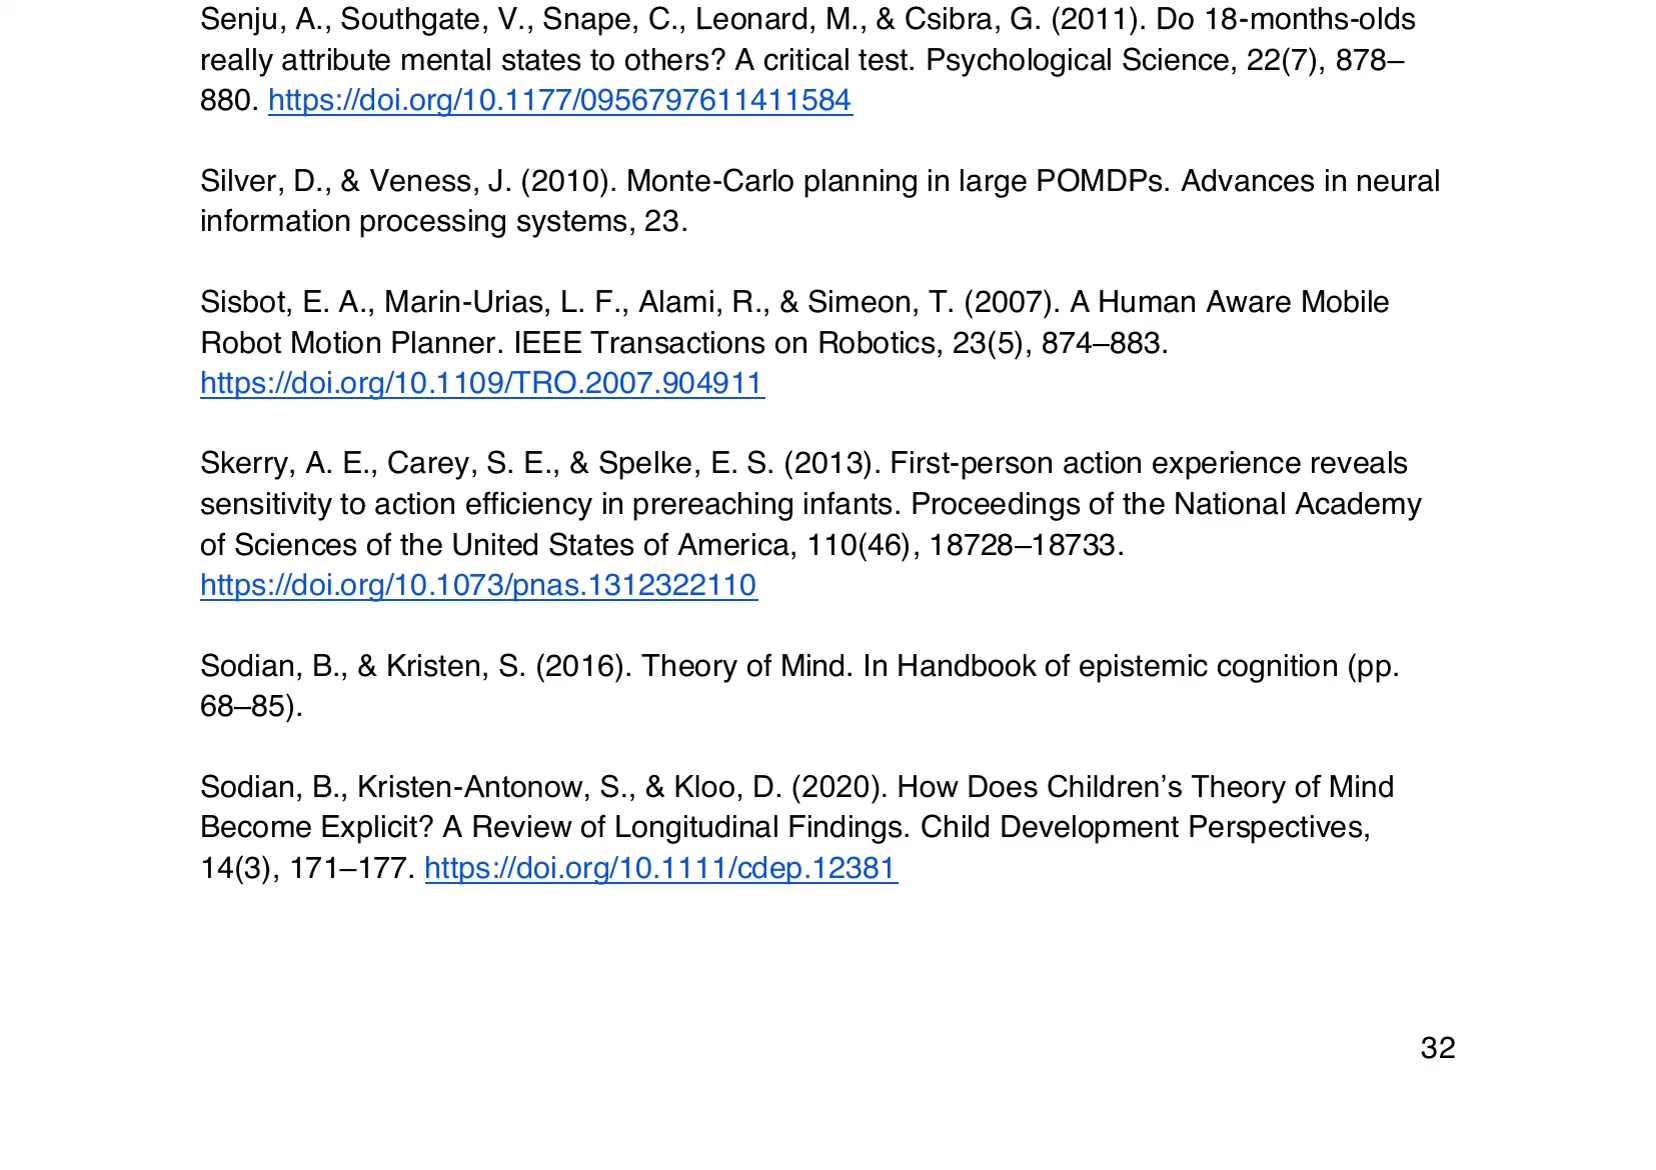 Senju, A., Southgate, V., Snape, C., Leonard, M., & Csibra, G. (2011). Do 18-months-olds
really attribute mental states to others? A critical test. Psychological Science, 22(7), 878–
880. https://doi.org/10.1177/0956797611411584
Silver, D., & Veness, J. (2010). Monte-Carlo planning in large POMDPs. Advances in neural
information processing systems, 23.
Sisbot, E. A., Marin-Urias, L. F., Alami, R., & Simeon, T. (2007). A Human Aware Mobile
Robot Motion Planner. IEEE Transactions on Robotics, 23(5), 874–883.
https://doi.org/10.1109/TRO.2007.904911
Skerry, A. E., Carey, S. E., & Spelke, E. S. (2013). First-person action experience reveals
sensitivity to action efficiency in prereaching infants. Proceedings of the National Academy
of Sciences of the United States of America, 110(46), 18728–18733.
https://doi.org/10.1073/pnas.1312322110
Sodian, B., & Kristen, S. (2016). Theory of Mind. In Handbook of epistemic cognition (pp.
68–85).
Sodian, B., Kristen-Antonow, S., & Kloo, D. (2020). How Does Children’s Theory of Mind
Become Explicit? A Review of Longitudinal Findings. Child Development Perspectives,
14(3), 171–177. https://doi.org/10.1111/cdep.12381
32